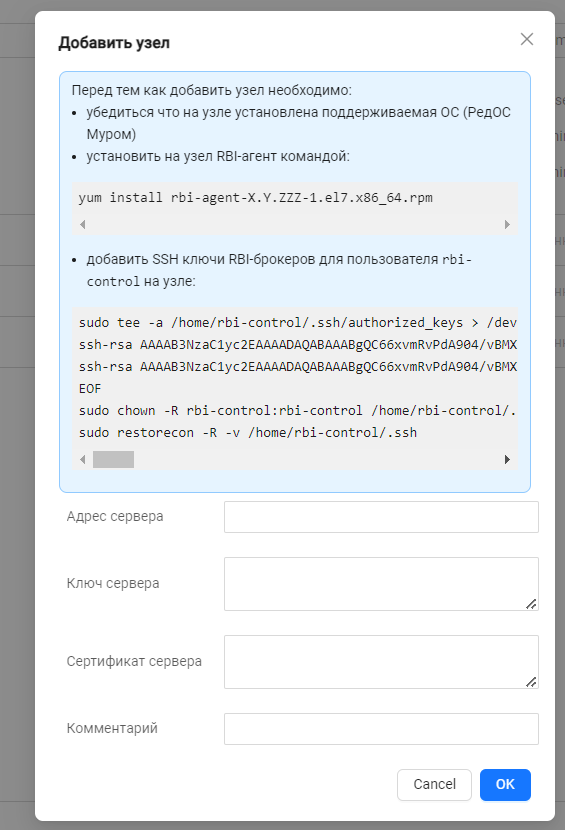 Добавить узел
Перед тем как добавить узел необходимо:
• убедиться что на узле установлена поддерживаемая ОС (РедОС
Муром)
• установить на узел RBI-агент командой:
yum install rbi-agent-X.Y.ZZZ-1.el7.x86_64.rpm
• добавить SSH ключи RBI-брокеров для пользователя rbi-
control на узле:
sudo tee -a /home/rbi-control/.ssh/authorized_keys > /dev
ssh-rsa AAAAB3NzaC1yc2EAAAADAQABAAABgQC66xvmRvPdA904/vBMX
ssh-rsa AAAAB3NzaC1yc2EAAAADAQABAAABgQC66xvmRvPdA904/vBMX
EOF
sudo chown -R rbi-control:rbi-control /home/rbi-control/.
sudo restorecon -R -v /home/rbi-control/.ssh
Адрес сервера
Ключ сервера
Сертификат сервера
Комментарий
Cancel OK